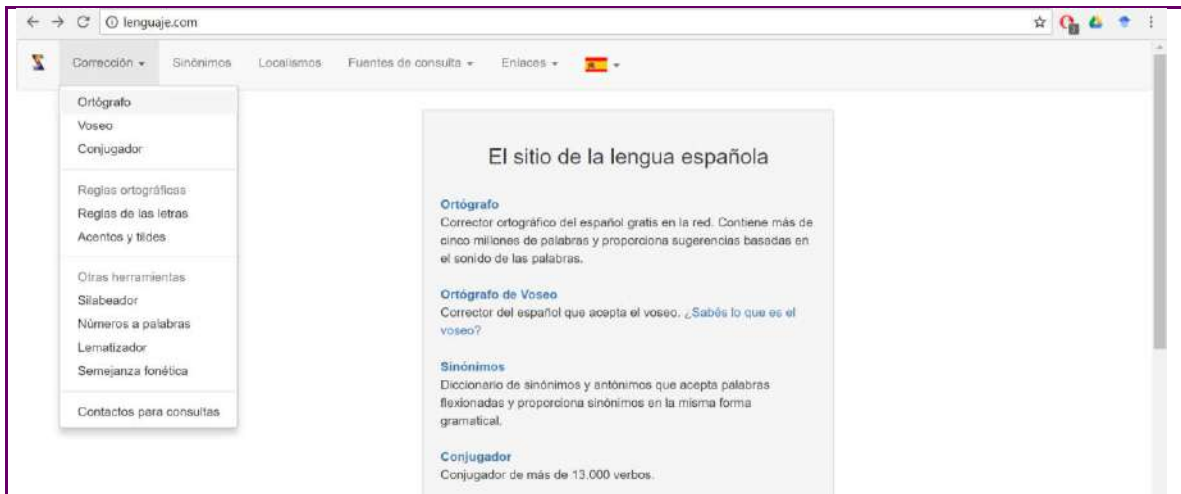 lenguaje.com
Corrección Sinónimos Localismos Fuentes de consulta Enlaces
Ortógrafo
Voseo
Conjugador
Reglas ortográficas
Reglas de las letras
Acentos y tildes
Otras herramientas
Silabeador
Números a palabras
Lematizador
Semejanza fonética
Contactos para consultas
El sitio de la lengua española
Ortógrafo
Corrector ortográfico del español gratis en la red. Contiene más de
cinco millones de palabras y proporciona sugerencias basadas en
el sonido de las palabras.
Ortógrafo de Voseo
Corrector del español que acepta el voseo. ¿Sabés lo que es el
voseo?
Sinónimos
Diccionario de sinónimos y antónimos que acepta palabras
flexionadas y proporciona sinónimos en la misma forma
gramatical.
Conjugador
Conjugador de más de 13.000 verbos.